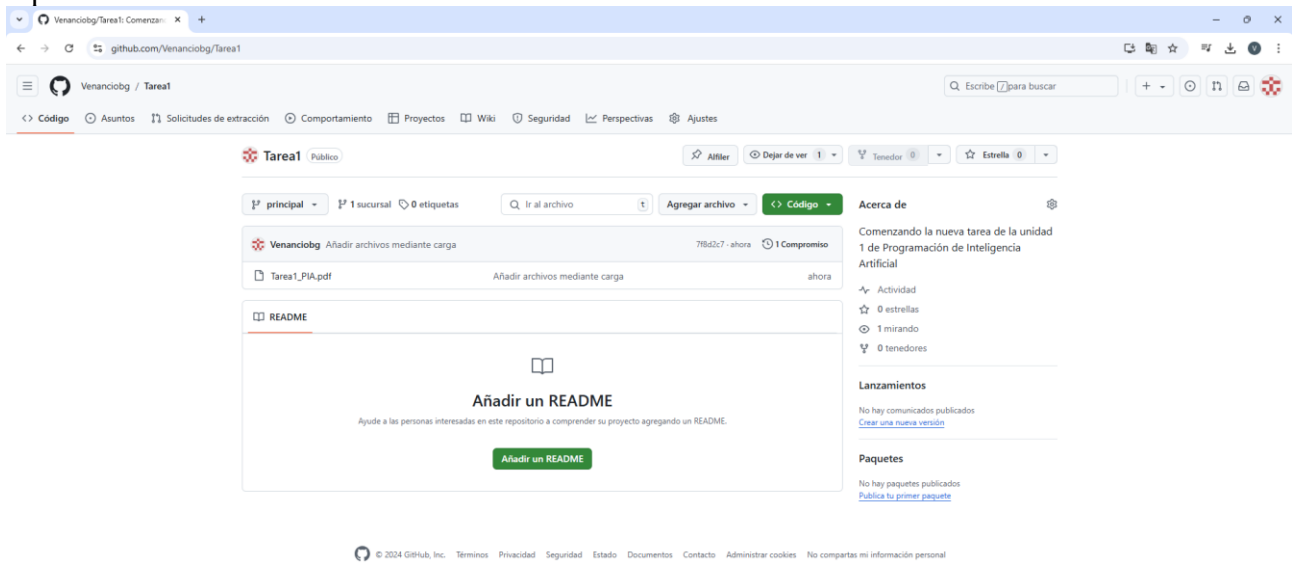 Venanciobg/Tarea1: Comenzan
github.com/Venanciobg/Tarea1
Venanciobg / Tarea1
Escribe / para buscar
Código Asuntos Solicitudes de extracción Comportamiento Proyectos Wiki Seguridad Perspectivas Ajustes
Tarea1 Público
Alfiler Dejar de ver 1 Tenedor 0 Estrella 0
principal 1 sucursal 0 etiquetas Ir al archivo t Agregar archivo Código
Venanciobg Añadir archivos mediante carga 7f8d2c7 - ahora 1 Compromiso
Tarea1_PIA.pdf Añadir archivos mediante carga ahora
README
Añadir un README
Ayude a las personas interesadas en este repositorio a comprender su proyecto agregando un README.
Añadir un README
Acerca de
Comenzando la nueva tarea de la unidad
1 de Programación de Inteligencia
Artificial
Actividad
0 estrellas
1 mirando
0 tenedores
Lanzamientos
No hay comunicados publicados
Crear una nueva versión
Paquetes
No hay paquetes publicados
Publica tu primer paquete
© 2024 GitHub, Inc. Términos Privacidad Seguridad Estado Documentos Contacto Administrar cookies No compartas mi información personal